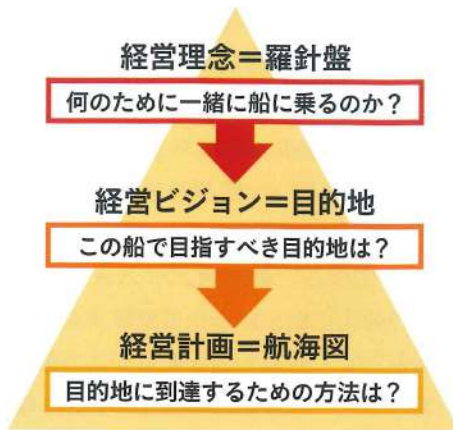 経営理念＝羅針盤
何のために一緒に船に乗るのか？
経営ビジョン＝目的地
この船で目指すべき目的地は？
経営計画＝航海図
目的地に到達するための方法は？